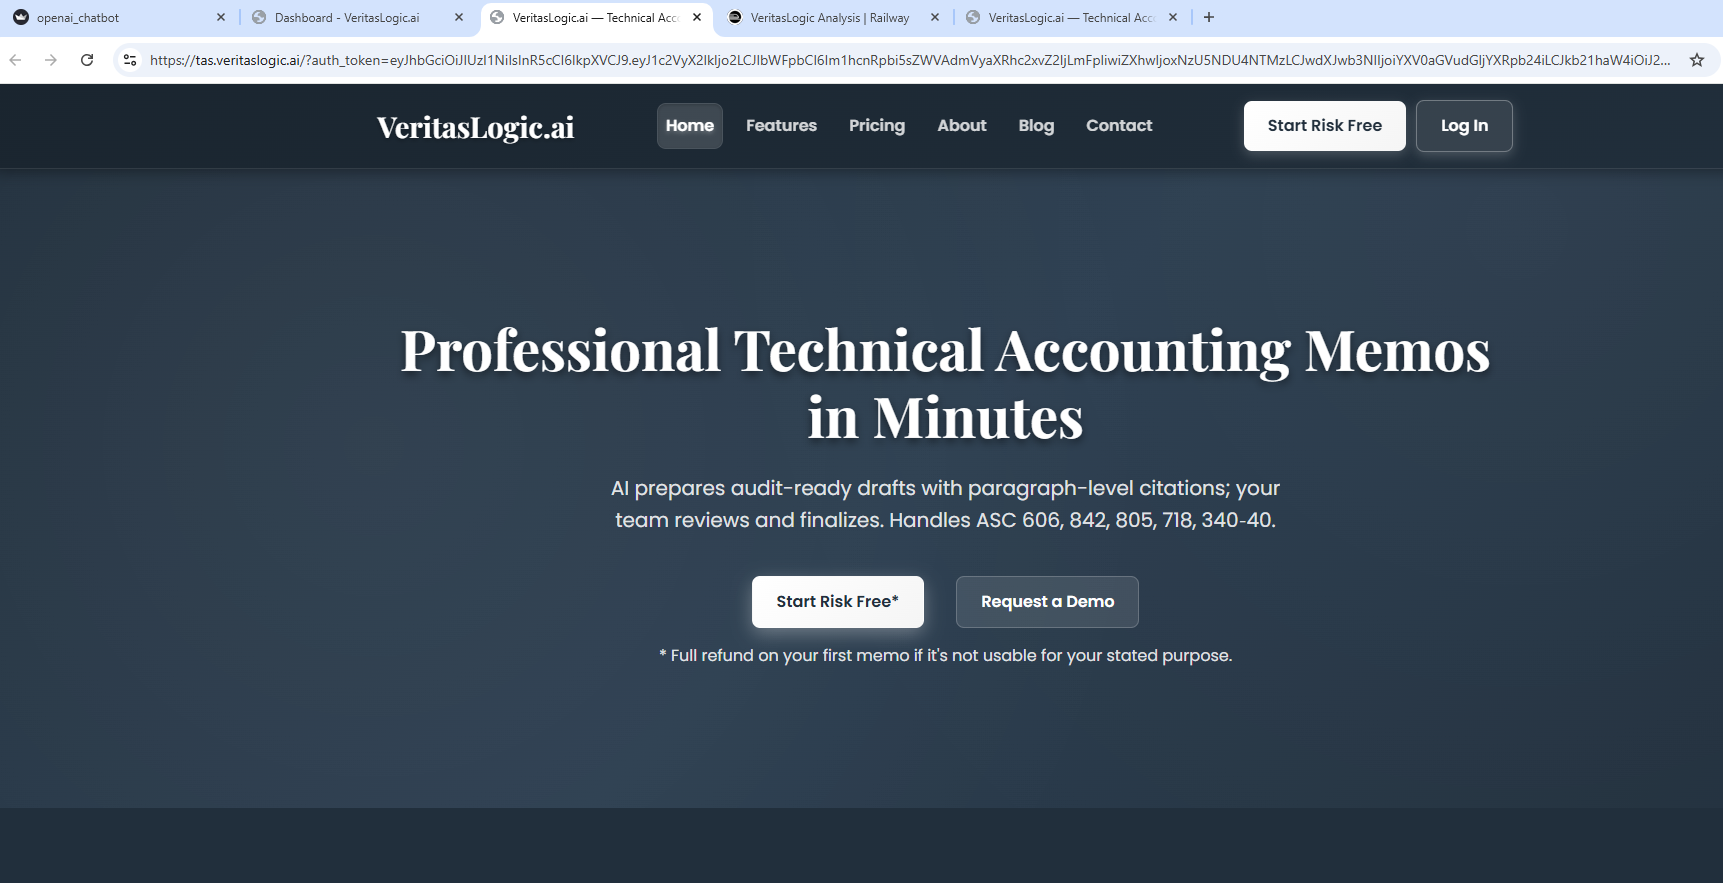 openai_chatbot
Dashboard - VeritasLogic.ai
VeritasLogic.ai — Technical Acc
VeritasLogic Analysis | Railway
VeritasLogic.ai — Technical Acc
https://tas.veritaslogic.ai/?auth_token=
VeritasLogic.ai
Home
Features
Pricing
About
Blog
Contact
Start Risk Free
Log In
Professional Technical Accounting Memos
in Minutes
AI prepares audit-ready drafts with paragraph-level citations; your
team reviews and finalizes. Handles ASC 606, 842, 805, 718, 340-40.
Start Risk Free*
Request a Demo
* Full refund on your first memo if it's not usable for your stated purpose.